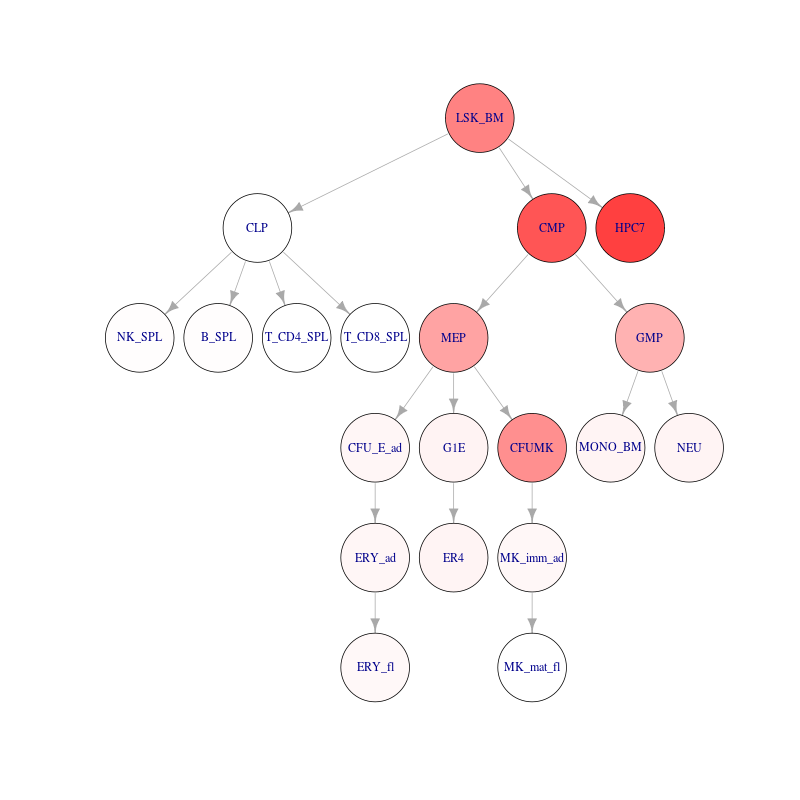 LSK_BM
CLP
CMP
HPC7
NK_SPL
B_SPL
T_CD4_SPL
T_CD8_SPL
MEP
GMP
CFU_E_ad
G1E
CFUMK
MONO_BM
NEU
ERY_ad
ER4
MK_imm_ad
ERY_fl
MK_mat_fl